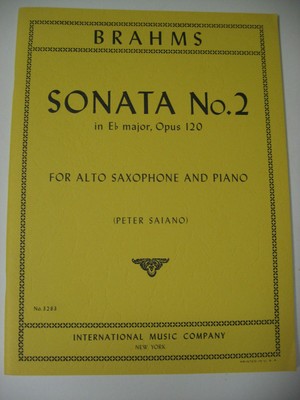 BRAHMS
SONATA No.2
in E♭ major, Opus 120
FOR ALTO SAXOPHONE AND PIANO
(PETER SAIANO)
No.3283
INTERNATIONAL MUSIC COMPANY
NEW YORK